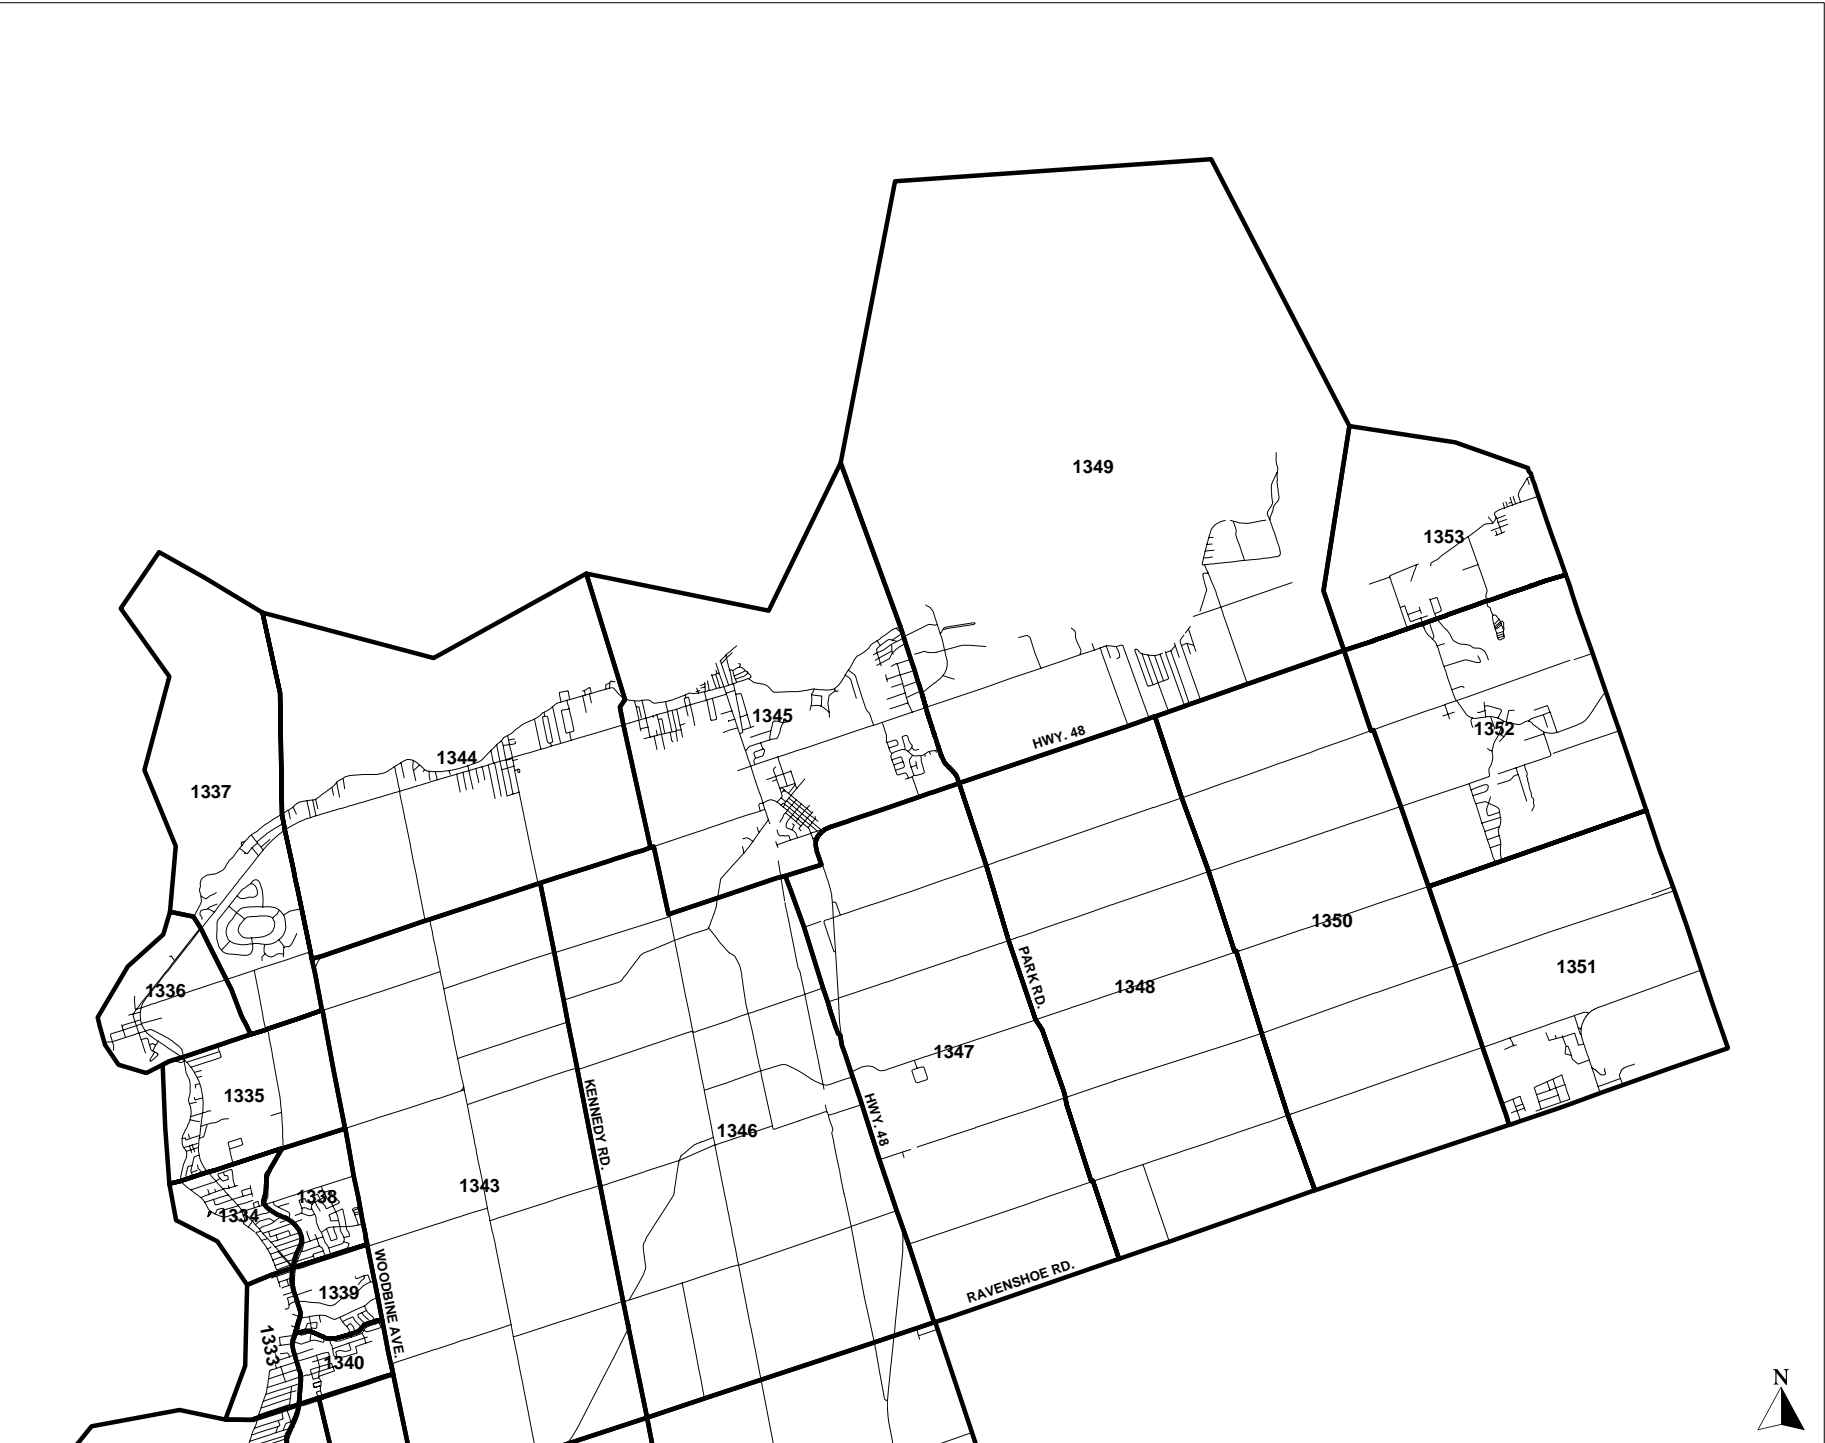 1349
1353
1345
1352
HWY. 48
1344
1337
1350
1351
PARK RD.
1348
1336
1347
1335
KENNEDY RD.
HWY. 48
1346
1343
1338
1334
WOODBINE AVE.
RAVENSHOE RD.
1339
1333
1340
N